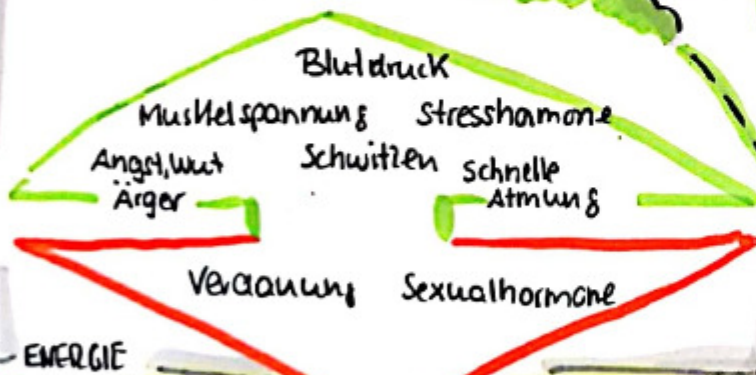 Blutdruck
Muskelspannung Stresshormone
Angst, Wut Schwitzen Schnelle
Ärger Atmung
Verdauung Sexualhormone
ENERGIE